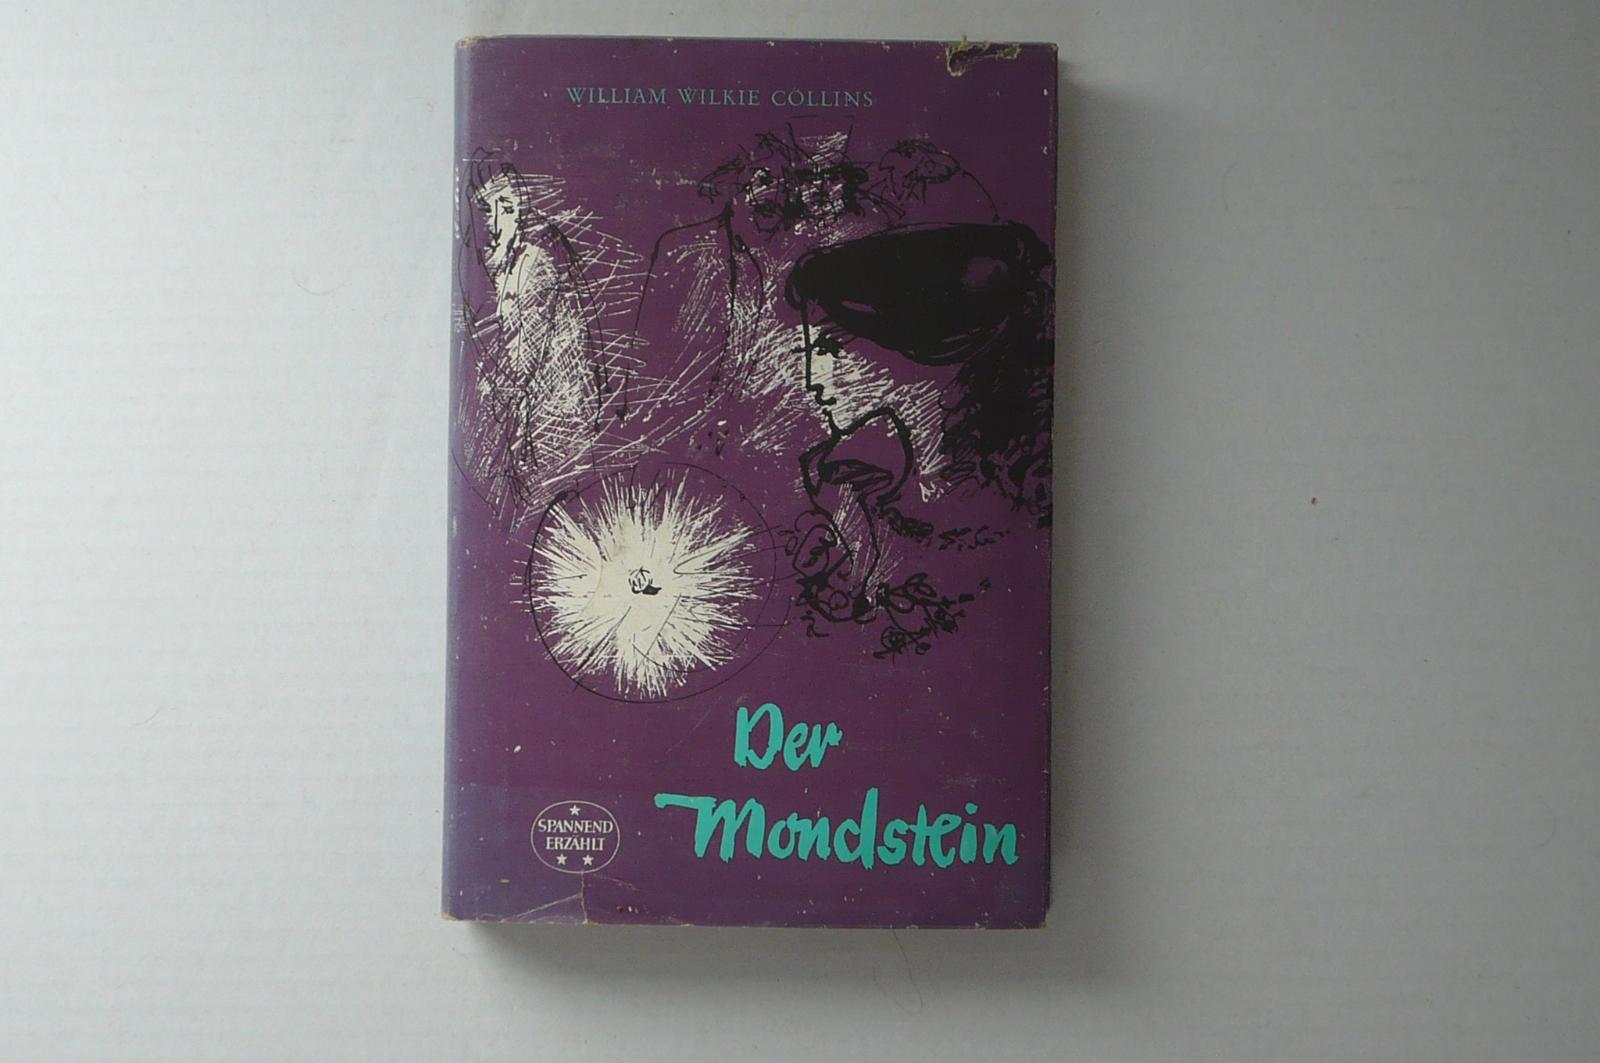 WILLIAM WILKIE COLLINS
Der
Mondstein
SPANNEND
ERZÄHLT